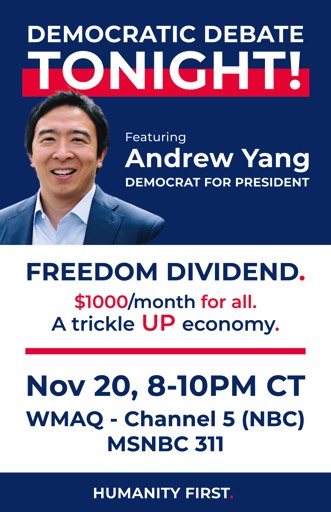 DEMOCRATIC DEBATE
TONIGHT!
Featuring
Andrew Yang
DEMOCRAT FOR PRESIDENT
FREEDOM DIVIDEND.
$1000/month for all.
A trickle UP economy.
Nov 20, 8-10PM CT
WMAQ - Channel 5 (NBC)
MSNBC 311
HUMANITY FIRST.